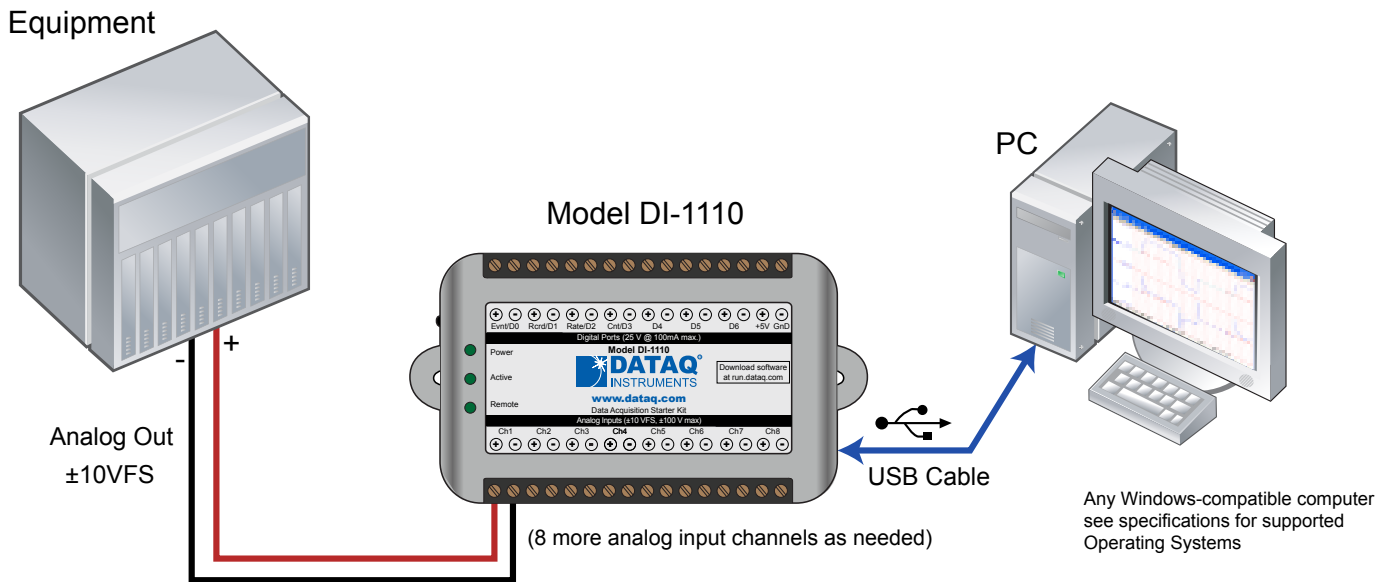 Equipment
PC
Model DI-1110
+
-
Analog Out
±10VFS
Evnt/D0 Rcrd/D1 Rate/D2 Cnt/D3 D4 D5 D6 +5V GnD
Digital Ports (25 V @ 100mA max.)
Power
Active
Remote
Model DI-1110
DATAQ®
INSTRUMENTS
www.dataq.com
Data Acquisition Starter Kit
Download software
at run.dataq.com
Analog Inputs (±10 VFS, ±100 V max)
Ch1 Ch2 Ch3 Ch4 Ch5 Ch6 Ch7 Ch8
USB Cable
(8 more analog input channels as needed)
Any Windows-compatible computer
see specifications for supported
Operating Systems